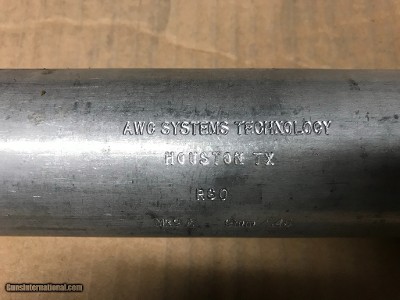 AWC SYSTEMS TECHNOLOGY
HOUSTON TX
R80
GunsInternational.com